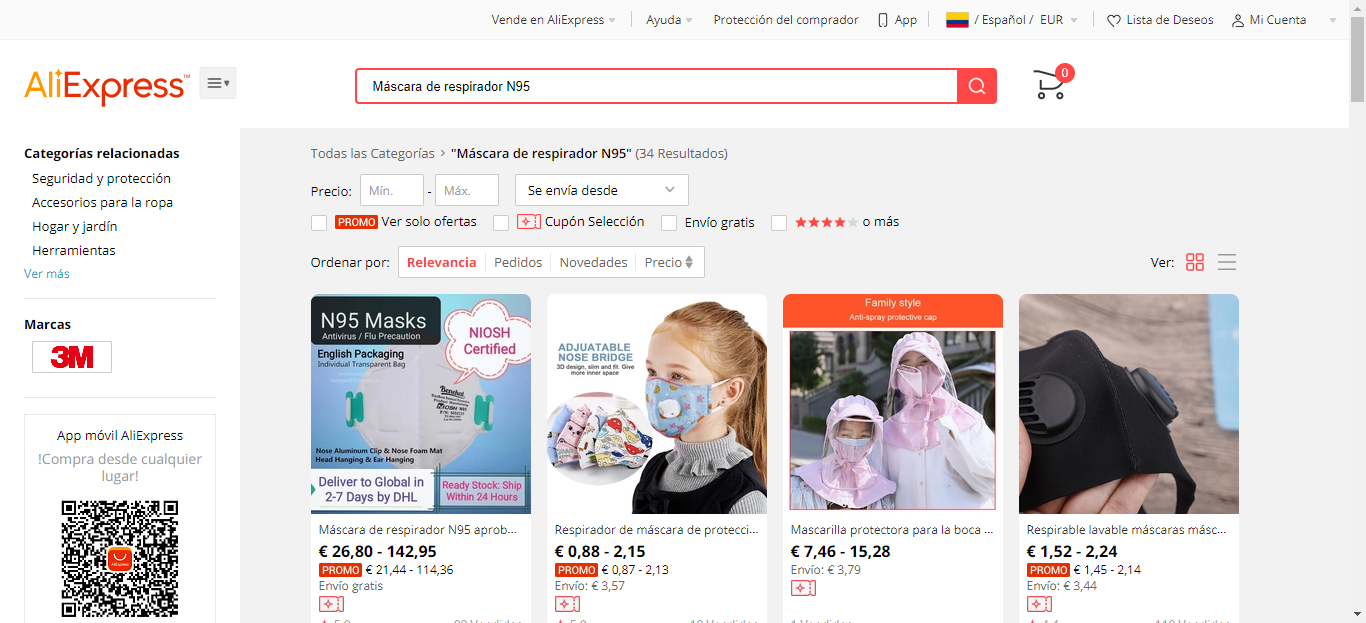 Vende en AliExpress
Ayuda
Protección del comprador
App
/ Español / EUR
Lista de Deseos
Mi Cuenta
AliExpress™
Máscara de respirador N95
0
Categorías relacionadas
Seguridad y protección
Accesorios para la ropa
Hogar y jardín
Herramientas
Ver más
Marcas
3M
App móvil AliExpress
!Compra desde cualquier
lugar!
Todas las Categorías > "Máscara de respirador N95" (34 Resultados)
Precio: Mín. - Máx. Se envía desde
PROMO Ver solo ofertas Cupón Selección Envío gratis o más
Ordenar por: Relevancia Pedidos Novedades Precio
Ver:
N95 Masks
Antivirus / Flu Precaution
NIOSH
Certified
English Packaging
Individual Transparent Bag
Benehal
NIOSH N95
Nose Aluminum Clip & Nose Foam Mat
Head Hanging & Ear Hanging
Deliver to Global in
2-7 Days by DHL
Ready Stock: Ship
Within 24 Hours
Máscara de respirador N95 aprob...
€ 26,80 - 142,95
PROMO € 21,44 - 114,36
Envío gratis
ADJUATABLE
NOSE BRIDGE
3D design, slim and fit. Give
more inner space
Respirador de máscara de protecci...
€ 0,88 - 2,15
PROMO € 0,87 - 2,13
Envío: € 3,57
Family style
Anti-spray protective cap
Mascarilla protectora para la boca ...
€ 7,46 - 15,28
Envío: € 3,79
Respirable lavable máscaras másc...
€ 1,52 - 2,24
PROMO € 1,45 - 2,14
Envío: € 3,44